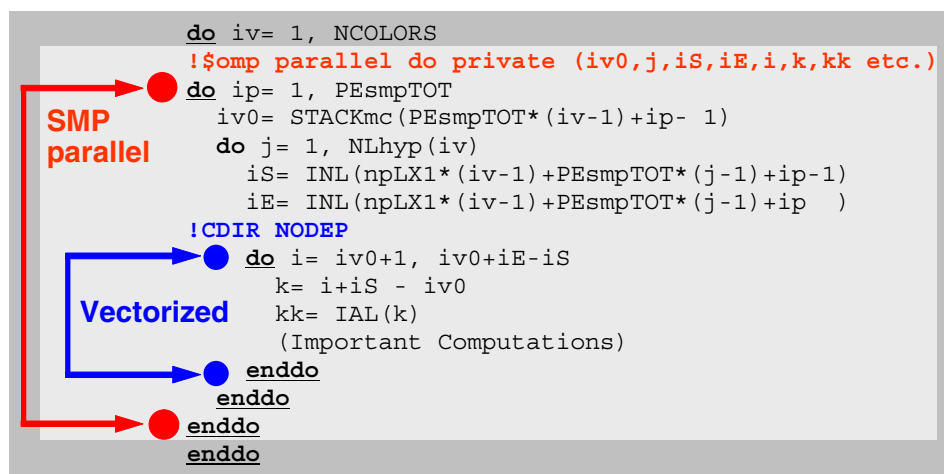 do iv= 1, NCOLORS
!$omp parallel do private (iv0,j,iS,iE,i,k,kk etc.)
do ip= 1, PEsmpTOT
iv0= STACKmc(PEsmpTOT*(iv-1)+ip- 1)
SMP
parallel
do j= 1, NLhyp(iv)
iS= INL(npLX1*(iv-1)+PEsmpTOT*(j-1)+ip-1)
iE= INL(npLX1*(iv-1)+PEsmpTOT*(j-1)+ip  )
!CDIR NODEP
do i= iv0+1, iv0+iE-iS
k= i+iS - iv0
Vectorized
kk= IAL(k)
(Important Computations)
enddo
enddo
enddo
enddo